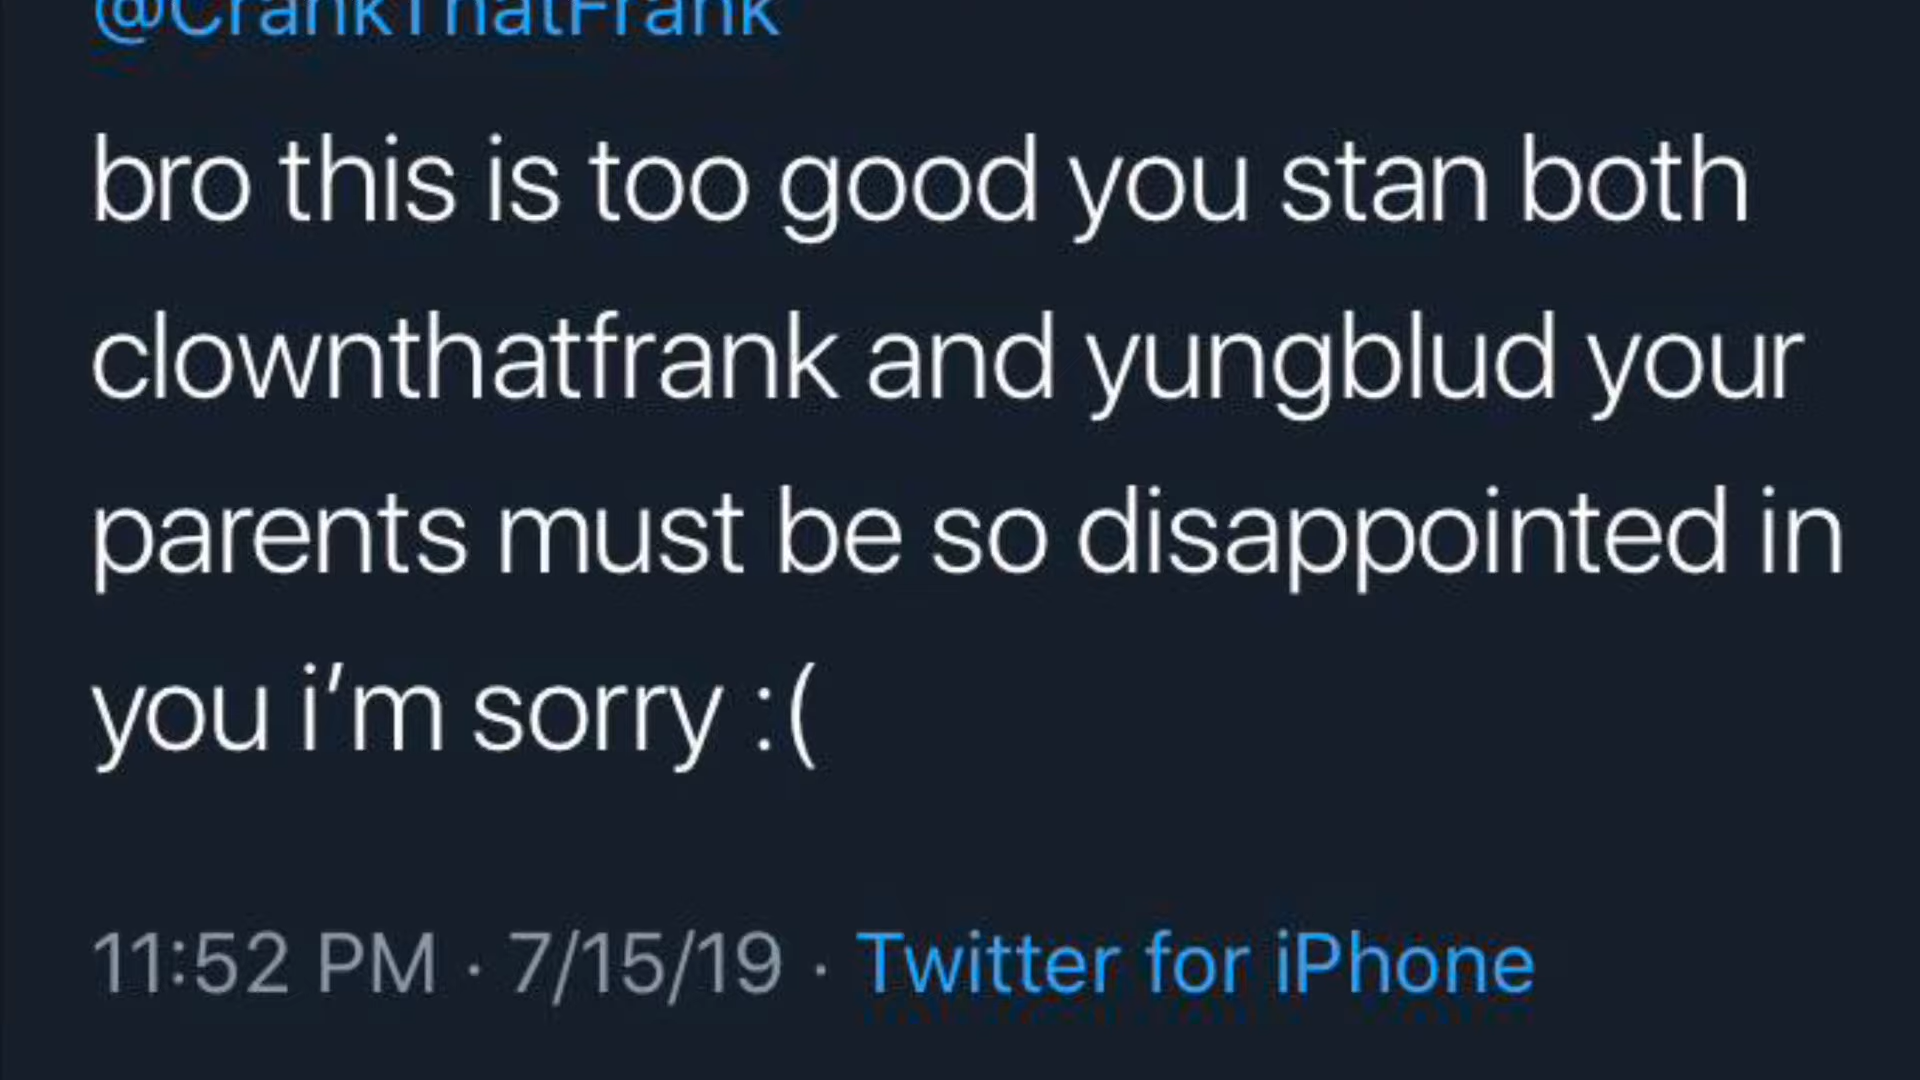 @CrankThatFrank
bro this is too good you stan both
clownthatfrank and yungblud your
parents must be so disappointed in
you i’m sorry :(
11:52 PM · 7/15/19 · Twitter for iPhone